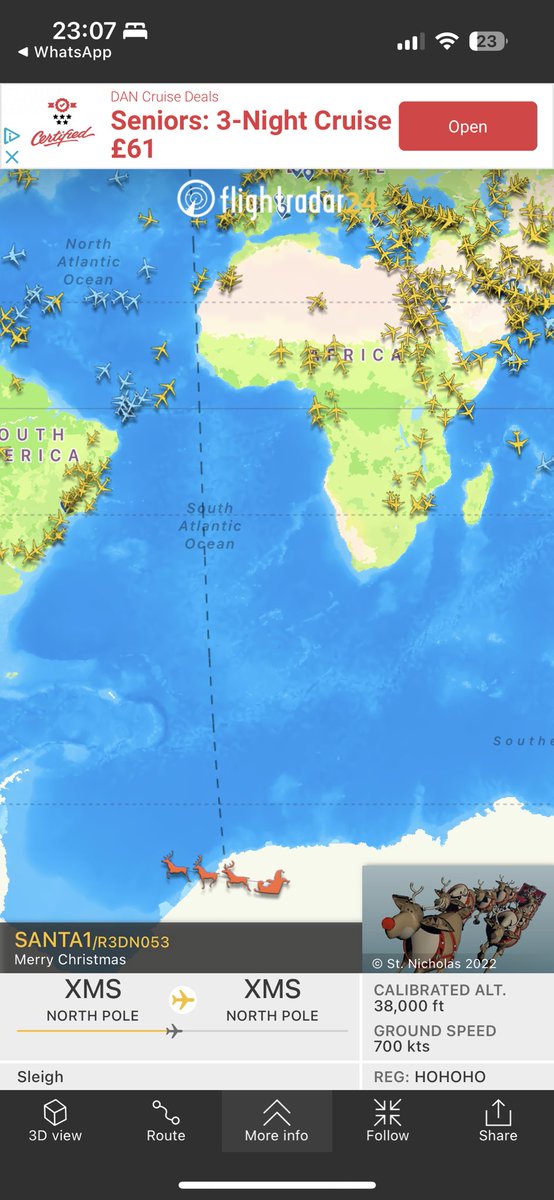 23:07
WhatsApp
23
DAN Cruise Deals
Seniors: 3-Night Cruise
£61
Certified
Open
flightradar24
North
Atlantic
Ocean
AFRICA
OUTH
ERICA
South
Atlantic
Ocean
Southe
SANTA1/R3DN053
Merry Christmas
© St. Nicholas 2022
XMS
NORTH POLE
XMS
NORTH POLE
CALIBRATED ALT.
38,000 ft
GROUND SPEED
700 kts
Sleigh
REG: HOHOHO
3D view
Route
More info
Follow
Share